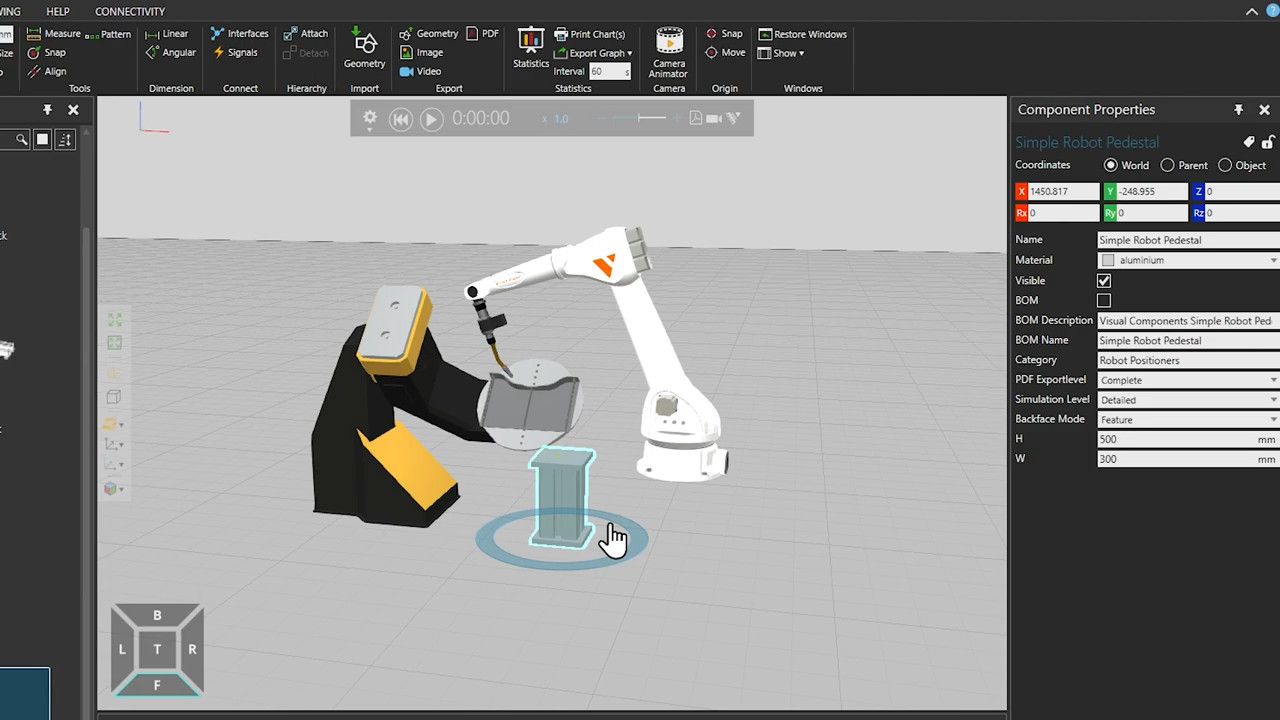 WING HELP CONNECTIVITY
mm Measure Pattern Linear Interfaces Attach Geometry PDF Print Chart(s) Snap Restore Windows
Size Snap Angular Signals Detach Image Export Graph Move Show
Align Geometry Video Statistics Interval 60 s Camera Animator
Tools Dimension Connect Hierarchy Import Export Statistics Camera Origin Windows
0:00:00 x 1.0
Component Properties
Simple Robot Pedestal
Coordinates World Parent Object
X 1450.817 Y -248.955 Z 0
Rx 0 Ry 0 Rz 0
Name Simple Robot Pedestal
Material aluminium
Visible
BOM
BOM Description Visual Components Simple Robot Ped
BOM Name Simple Robot Pedestal
Category Robot Positioners
PDF Exportlevel Complete
Simulation Level Detailed
Backface Mode Feature
H 500 mm
W 300 mm
B
L T R
F